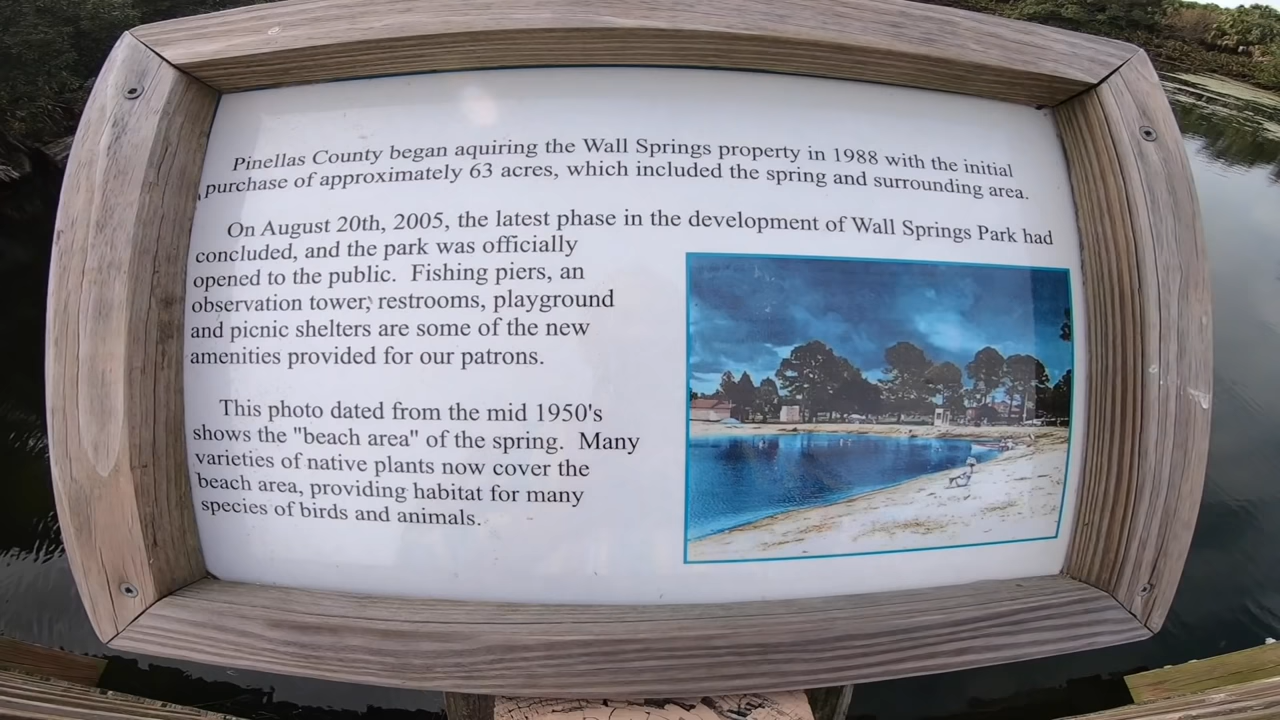 Pinellas County began aquiring the Wall Springs property in 1988 with the initial
purchase of approximately 63 acres, which included the spring and surrounding area.
On August 20th, 2005, the latest phase in the development of Wall Springs Park had
concluded, and the park was officially
opened to the public. Fishing piers, an
observation tower, restrooms, playground
and picnic shelters are some of the new
amenities provided for our patrons.
This photo dated from the mid 1950's
shows the "beach area" of the spring. Many
varieties of native plants now cover the
beach area, providing habitat for many
species of birds and animals.